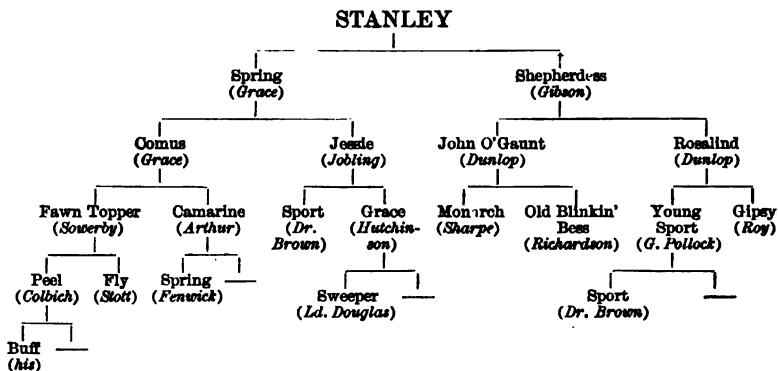 STANLEY
Spring Shepherdess
(Grace) (Gibson)
Comus Jessie John O'Gaunt Rosalind
(Grace) (Jobling) (Dunlop) (Dunlop)
Fawn Topper Camarine Sport Grace Monarch Old Blinkin' Young Gipsy
(Sowerby) (Arthur) (Dr. (Hutchin- (Sharpe) Bess Sport (Roy)
Brown) son) (Richardson) (G. Pollock)
Peel Fly Spring —— Sweeper —— Sport ——
(Colbich) (Stott) (Fenwick) (Ld. Douglas) (Dr. Brown)
Buff ——
(his)